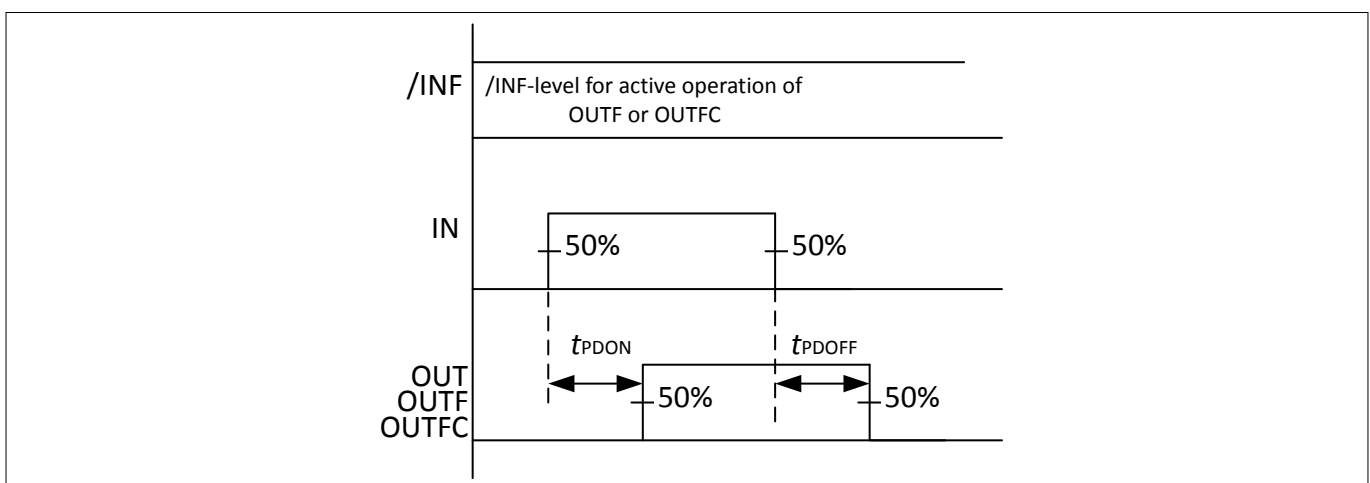 /INF
/INF-level for active operation of
OUTF or OUTFC
IN
50% 50%
tPDON tPDOFF
OUT
OUTF
OUTFC
50% 50%